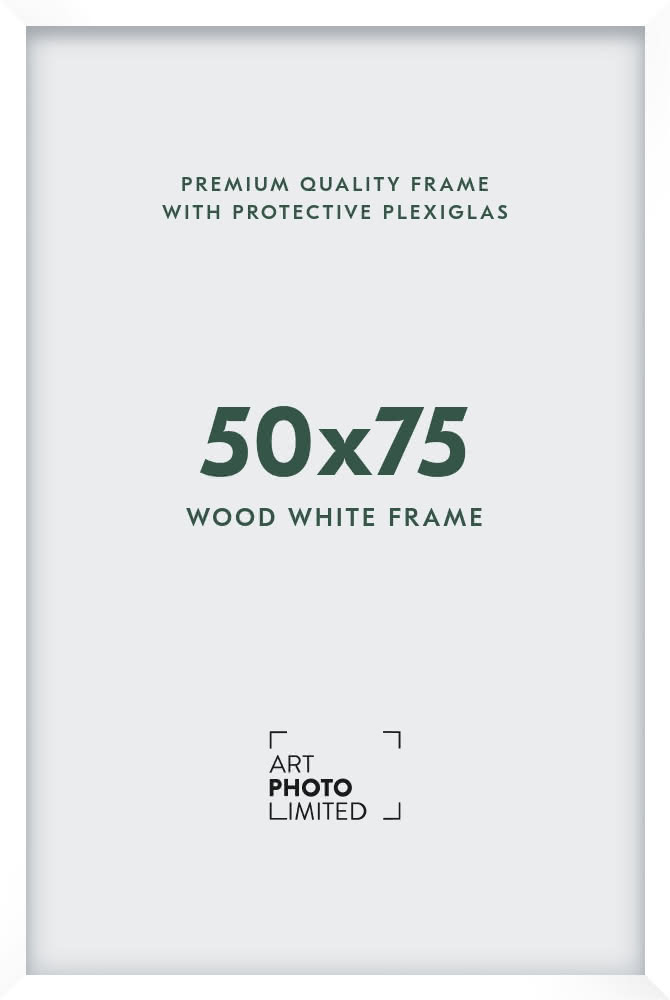 PREMIUM QUALITY FRAME
WITH PROTECTIVE PLEXIGLAS
50x75
WOOD WHITE FRAME
ART
PHOTO
LIMITED